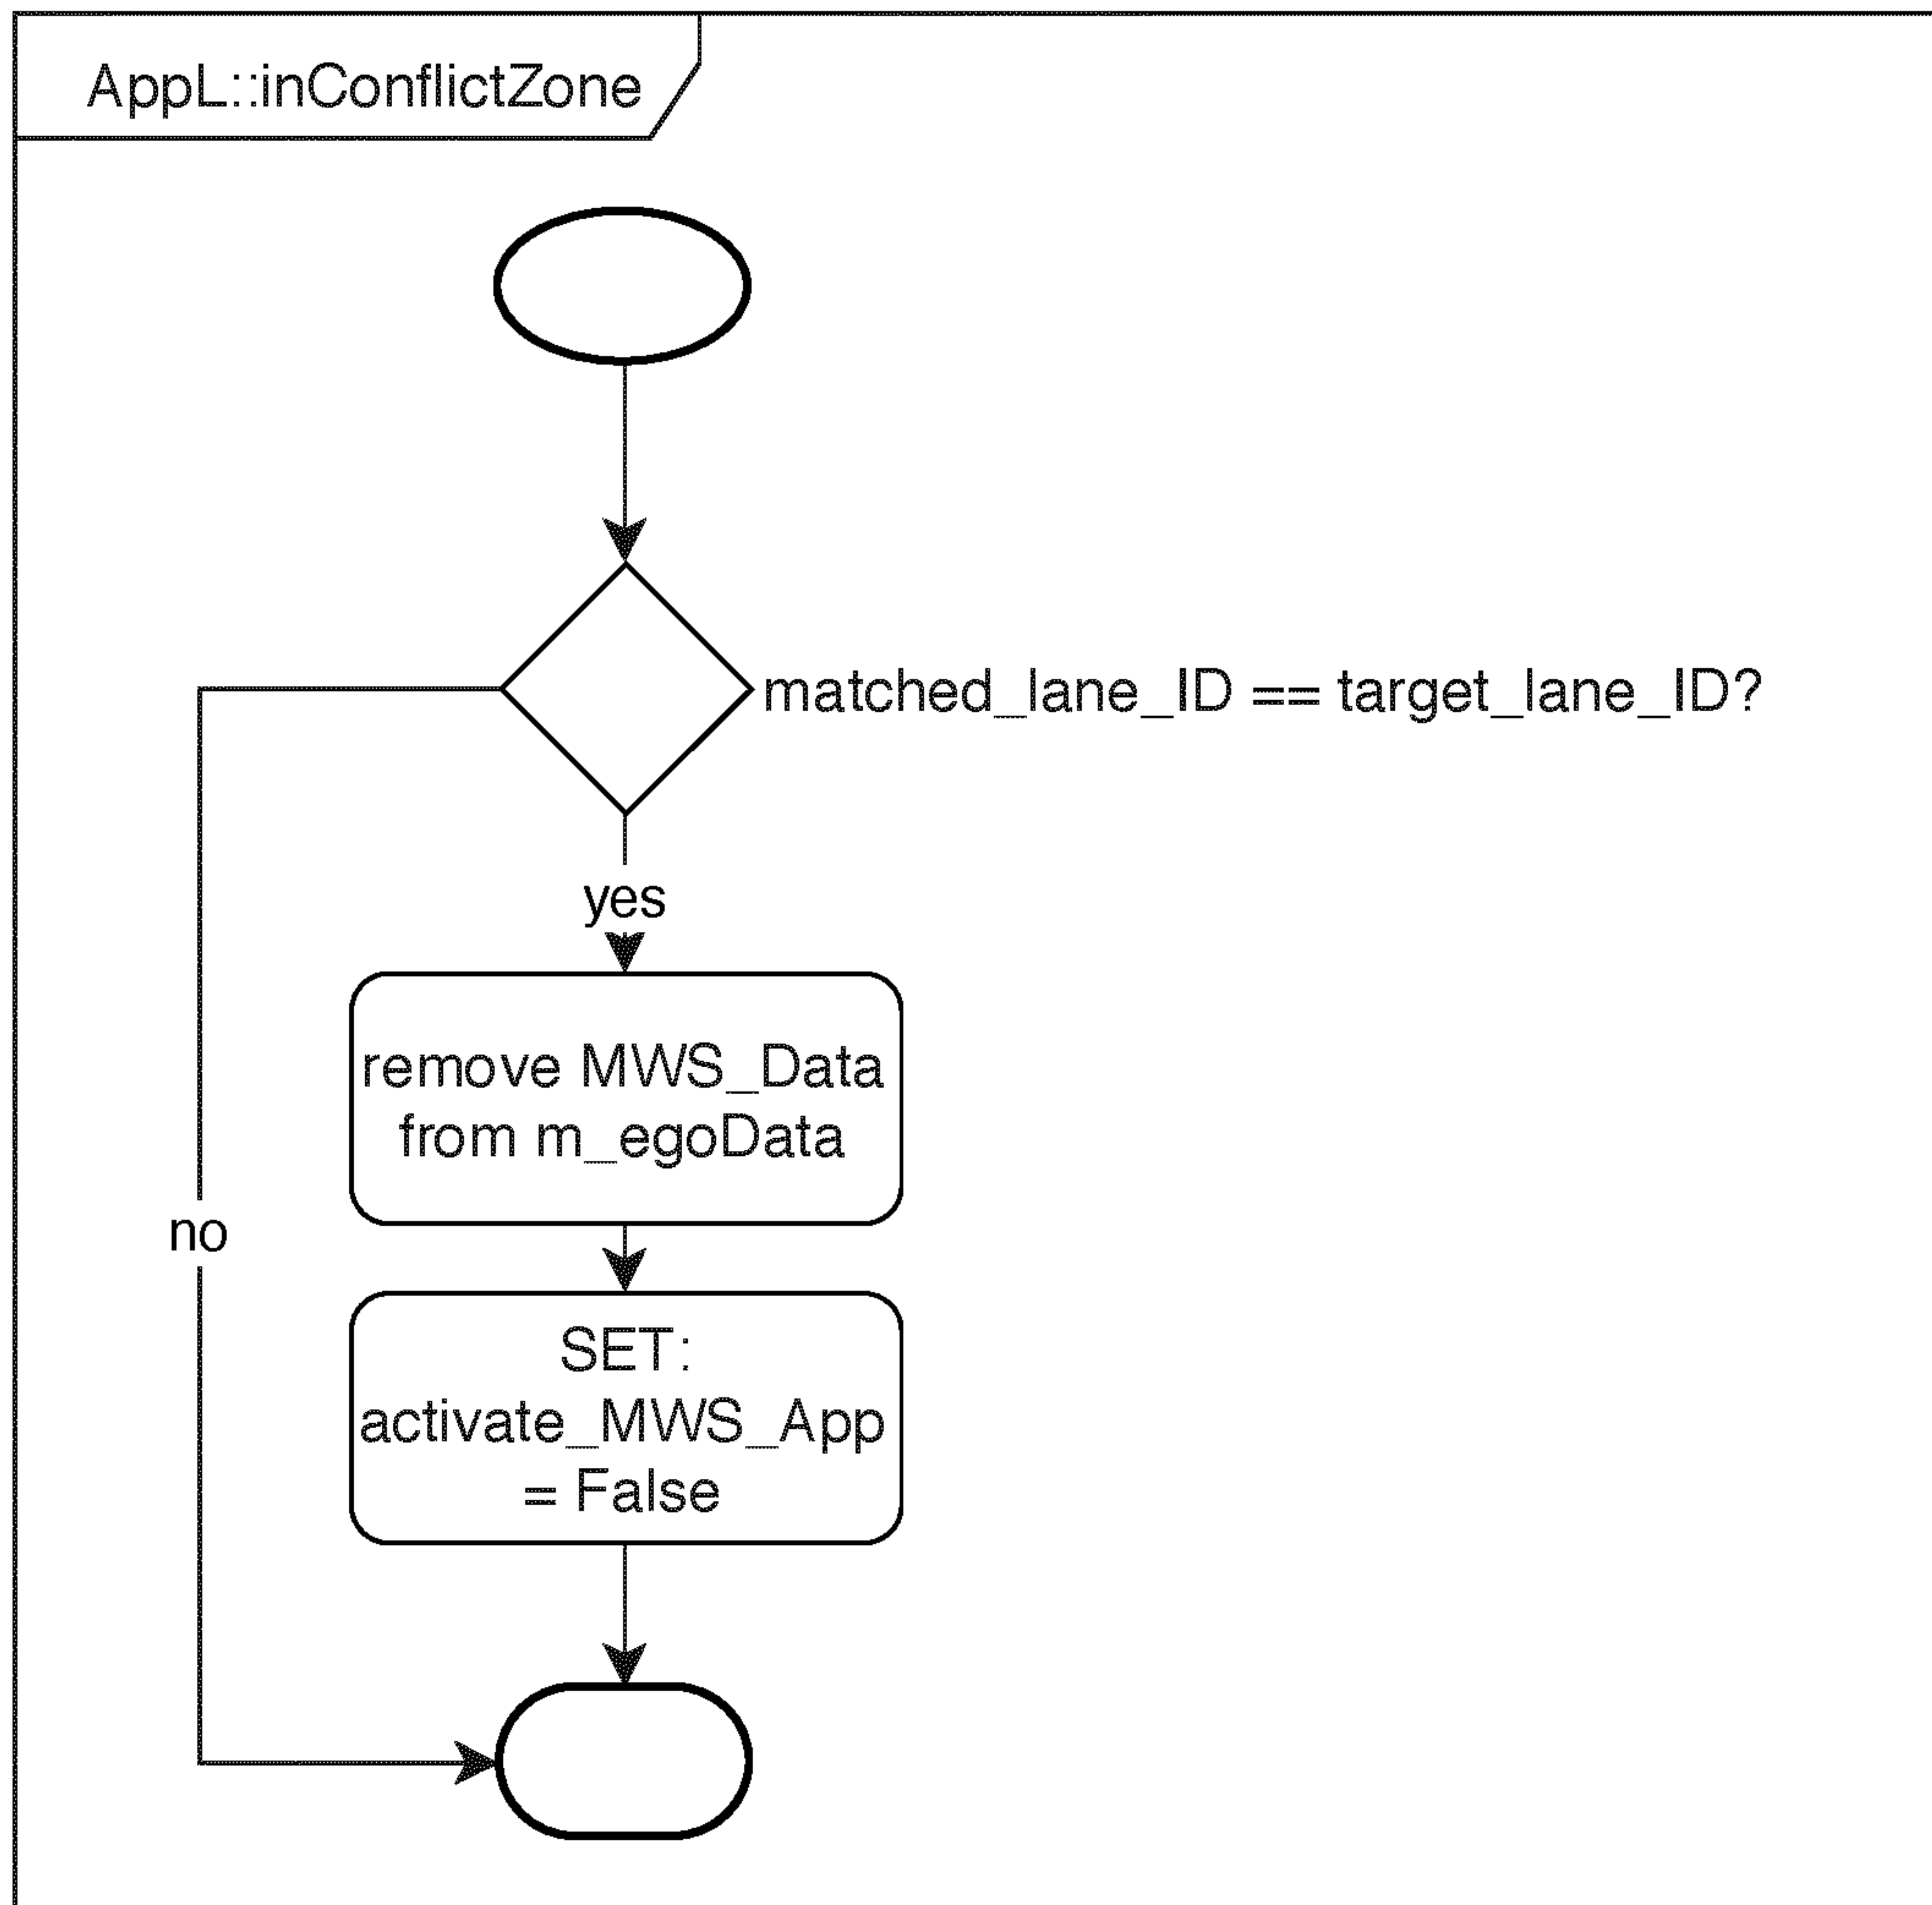 AppL::inConflictZone
matched_lane_ID == target_lane_ID?
yes
remove MWS_Data
from m_egoData
no
SET:
activate_MWS_App
= False